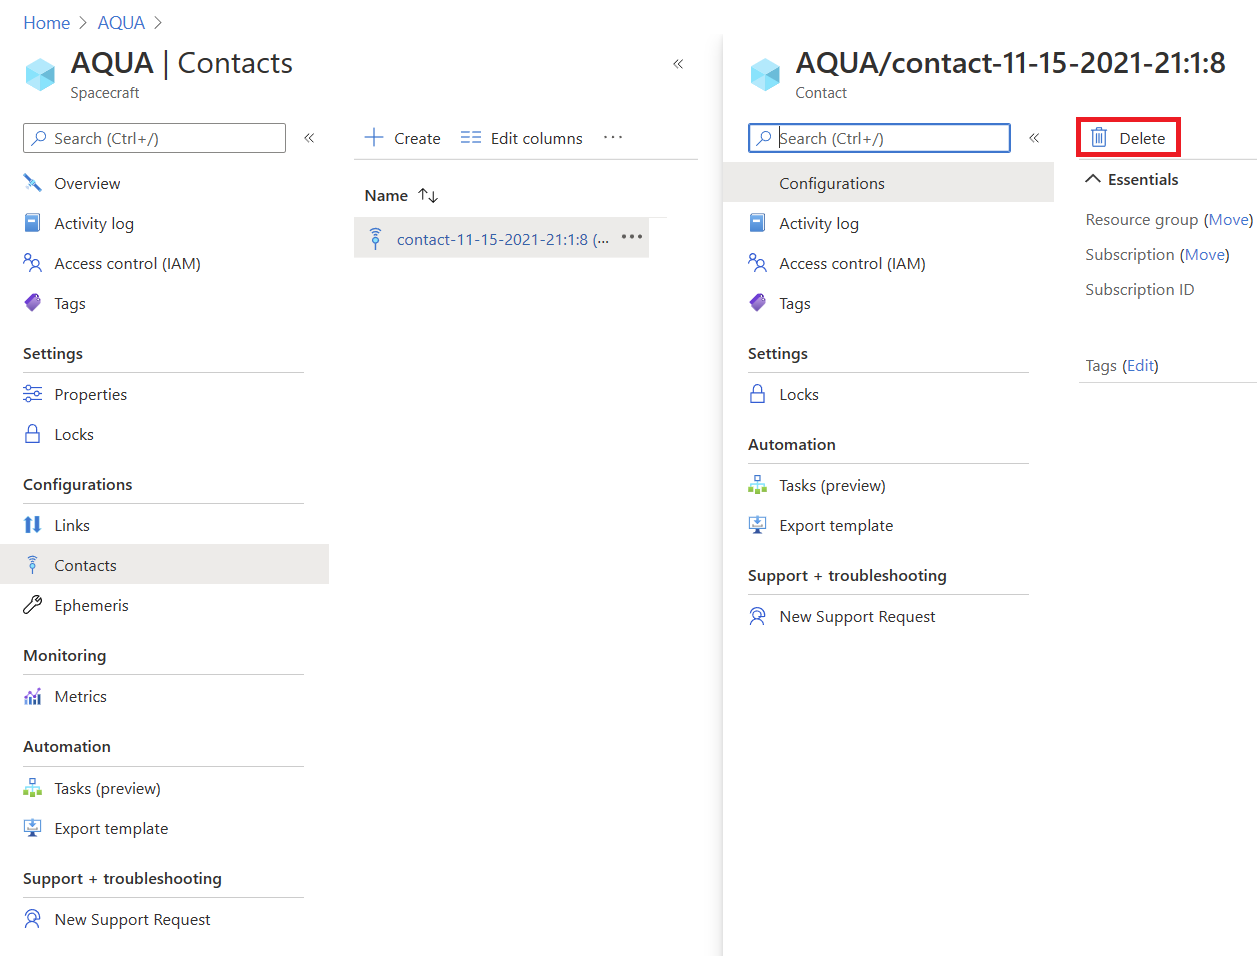 Home > AQUA >
AQUA | Contacts
Spacecraft
Search (Ctrl+/)
Overview
Activity log
Access control (IAM)
Tags
Settings
Properties
Locks
Configurations
Links
Contacts
Ephemeris
Monitoring
Metrics
Automation
Tasks (preview)
Export template
Support + troubleshooting
New Support Request
Create
Edit columns
Name
contact-11-15-2021-21:1:8 (...
AQUA/contact-11-15-2021-21:1:8
Contact
Search (Ctrl+/)
Configurations
Activity log
Access control (IAM)
Tags
Settings
Locks
Automation
Tasks (preview)
Export template
Support + troubleshooting
New Support Request
Delete
Essentials
Resource group (Move)
Subscription (Move)
Subscription ID
Tags (Edit)